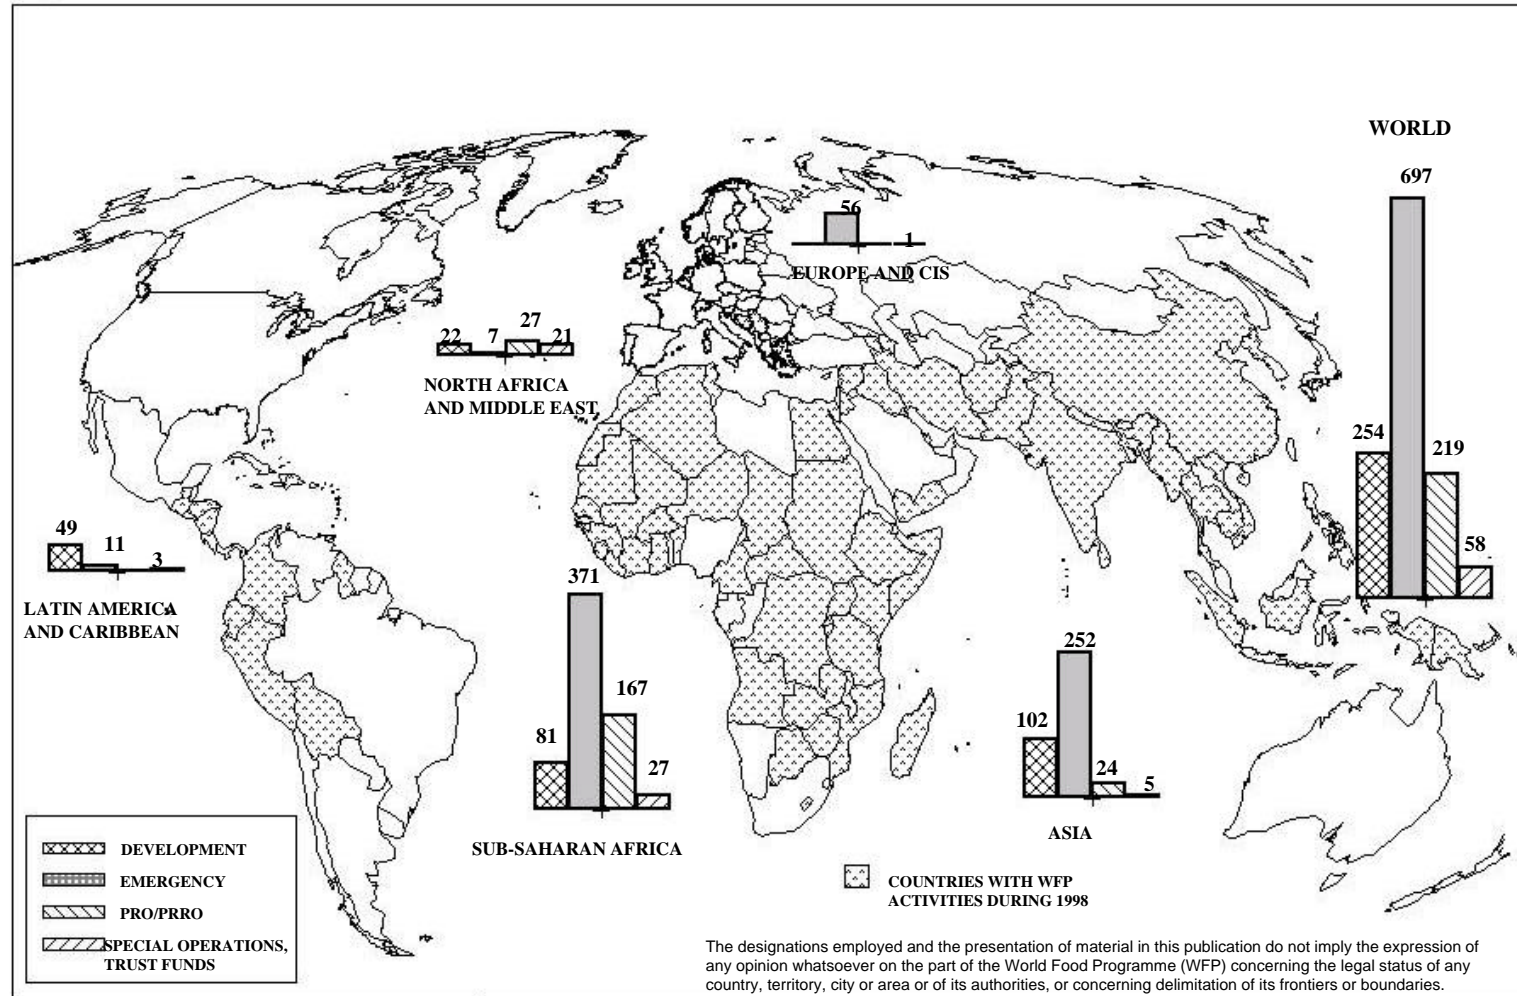 WORLD
697
254
219
58
56
1
EUROPE AND CIS
22
7
27
21
NORTH AFRICA
AND MIDDLE EAST
49
11
3
LATIN AMERICA
AND CARIBBEAN
371
167
81
27
SUB-SAHARAN AFRICA
252
102
24
5
ASIA
DEVELOPMENT
EMERGENCY
PRO/PRRO
SPECIAL OPERATIONS,
TRUST FUNDS
COUNTRIES WITH WFP
ACTIVITIES DURING 1998
The designations employed and the presentation of material in this publication do not imply the expression of
any opinion whatsoever on the part of the World Food Programme (WFP) concerning the legal status of any
country, territory, city or area or of its authorities, or concerning delimitation of its frontiers or boundaries.